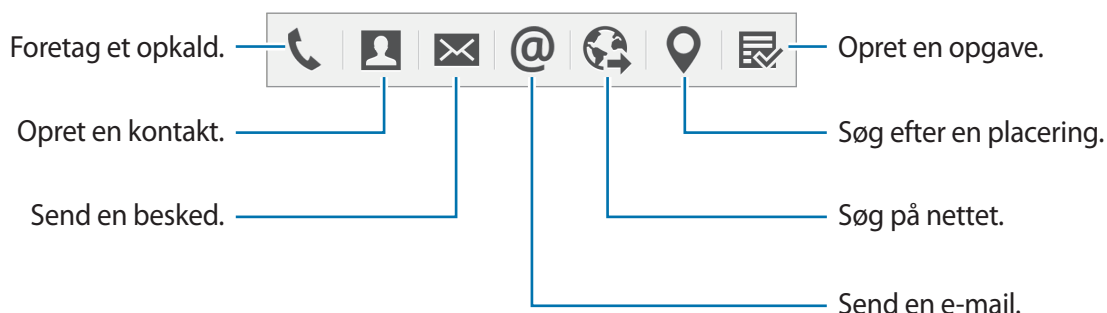 Foretag et opkald.
Opret en kontakt.
Send en besked.
Opret en opgave.
Søg efter en placering.
Søg på nettet.
Send en e-mail.